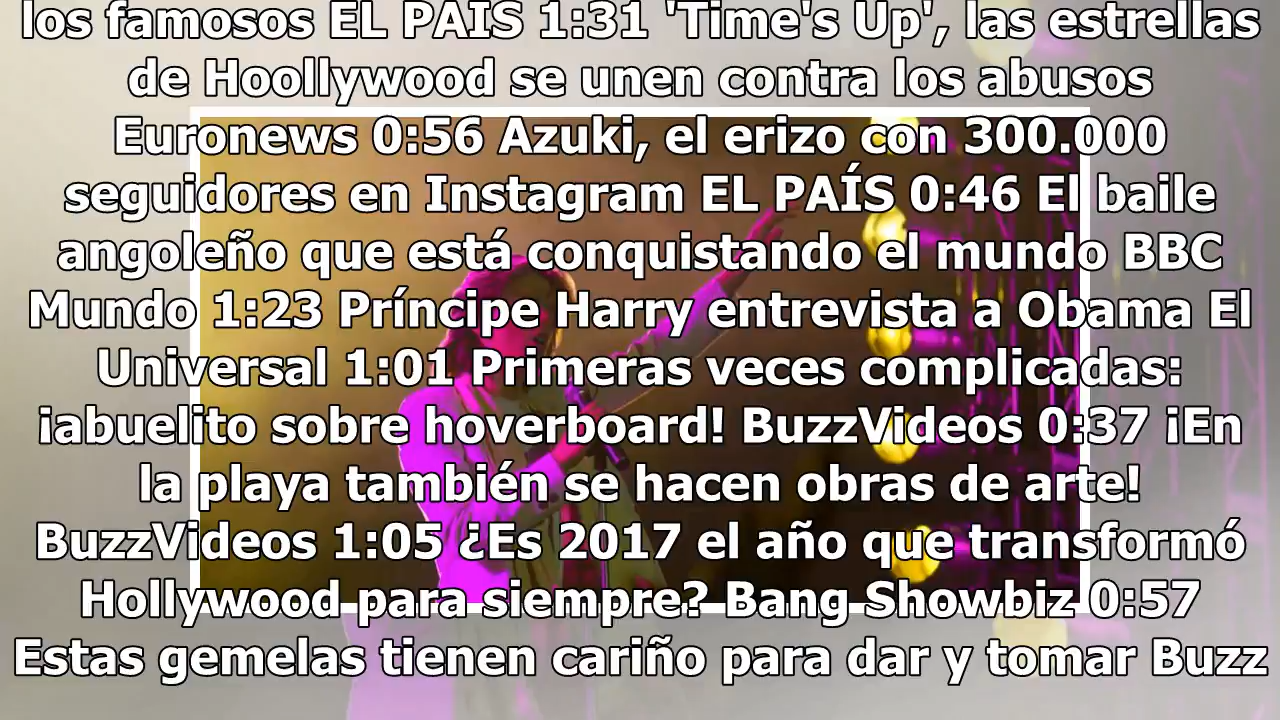 los famosos EL PAÍS 1:31 'Time's Up', las estrellas
de Hoollywood se unen contra los abusos
Euronews 0:56 Azuki, el erizo con 300.000
seguidores en Instagram EL PAÍS 0:46 El baile
angoleño que está conquistando el mundo BBC
Mundo 1:23 Príncipe Harry entrevista a Obama El
Universal 1:01 Primeras veces complicadas:
¡abuelito sobre hoverboard! BuzzVideos 0:37 ¡En
la playa también se hacen obras de arte!
BuzzVideos 1:05 ¿Es 2017 el año que transformó
Hollywood para siempre? Bang Showbiz 0:57
Estas gemelas tienen cariño para dar y tomar Buzz